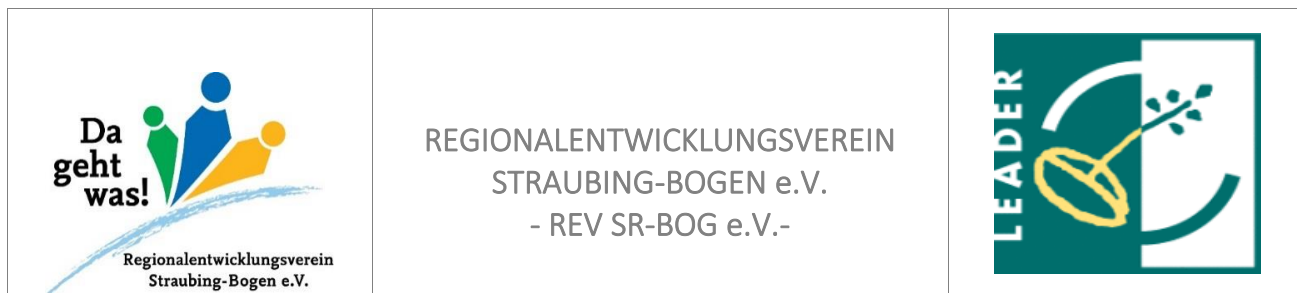 Da
geht
was!
Regionalentwicklungsverein
Straubing-Bogen e.V.
REGIONALENTWICKLUNGSVEREIN
STRAUBING-BOGEN e.V.
- REV SR-BOG e.V.-
LEADER